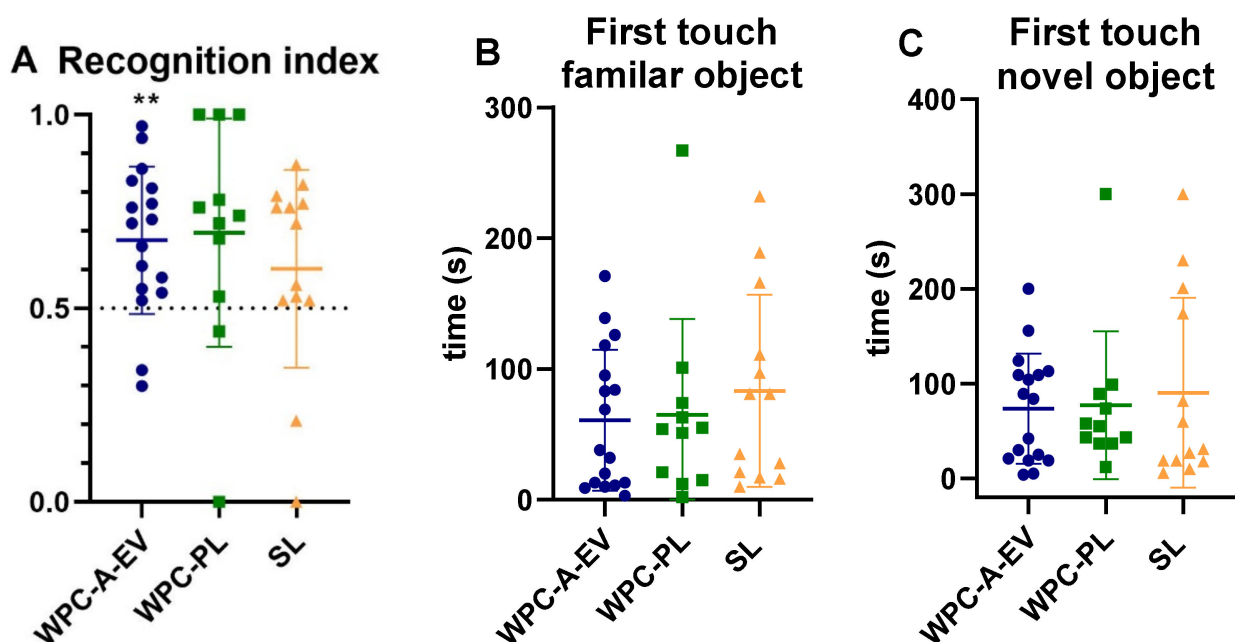 A Recognition index
**
1.0
0.5
0.0
WPC-A-EV
WPC-PL
SL
B
First touch
familar object
time (s)
300
200
100
0
WPC-A-EV
WPC-PL
SL
C
First touch
novel object
time (s)
400
300
200
100
0
WPC-A-EV
WPC-PL
SL